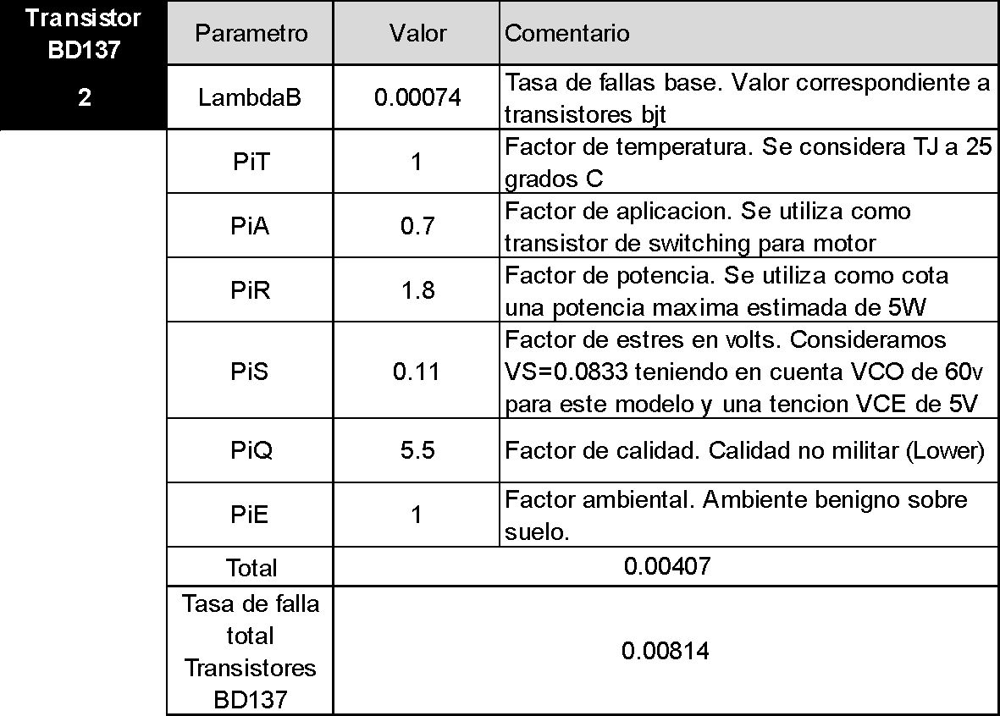 Transistor
BD137
Parametro
Valor
Comentario
2
LambdaB
0.00074
Tasa de fallas base. Valor correspondiente a
transistores bjt
PiT
1
Factor de temperatura. Se considera TJ a 25
grados C
PiA
0.7
Factor de aplicacion. Se utiliza como
transistor de switching para motor
PiR
1.8
Factor de potencia. Se utiliza como cota
una potencia maxima estimada de 5W
PiS
0.11
Factor de estres en volts. Consideramos
VS=0.0833 teniendo en cuenta VCO de 60v
para este modelo y una tencion VCE de 5V
PiQ
5.5
Factor de calidad. Calidad no militar (Lower)
PiE
1
Factor ambiental. Ambiente benigno sobre
suelo.
Total
0.00407
Tasa de falla
total
Transistores
BD137
0.00814